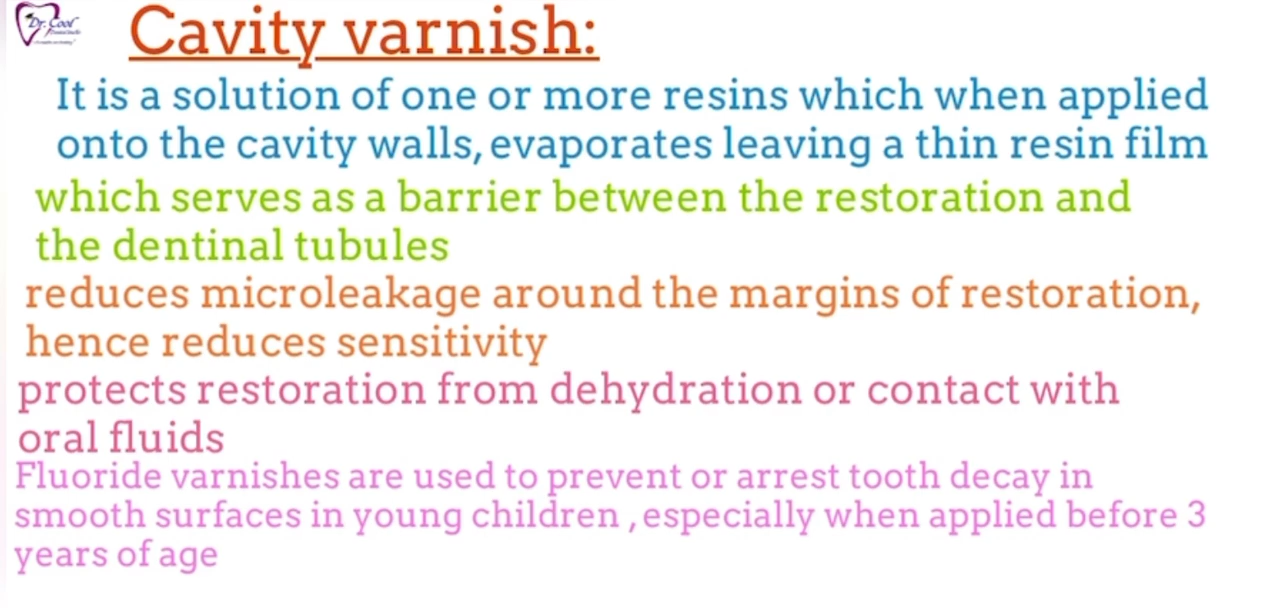 Dr. Cool
Cavity varnish:
It is a solution of one or more resins which when applied
onto the cavity walls, evaporates leaving a thin resin film
which serves as a barrier between the restoration and
the dentinal tubules
reduces microleakage around the margins of restoration,
hence reduces sensitivity
protects restoration from dehydration or contact with
oral fluids
Fluoride varnishes are used to prevent or arrest tooth decay in
smooth surfaces in young children , especially when applied before 3
years of age